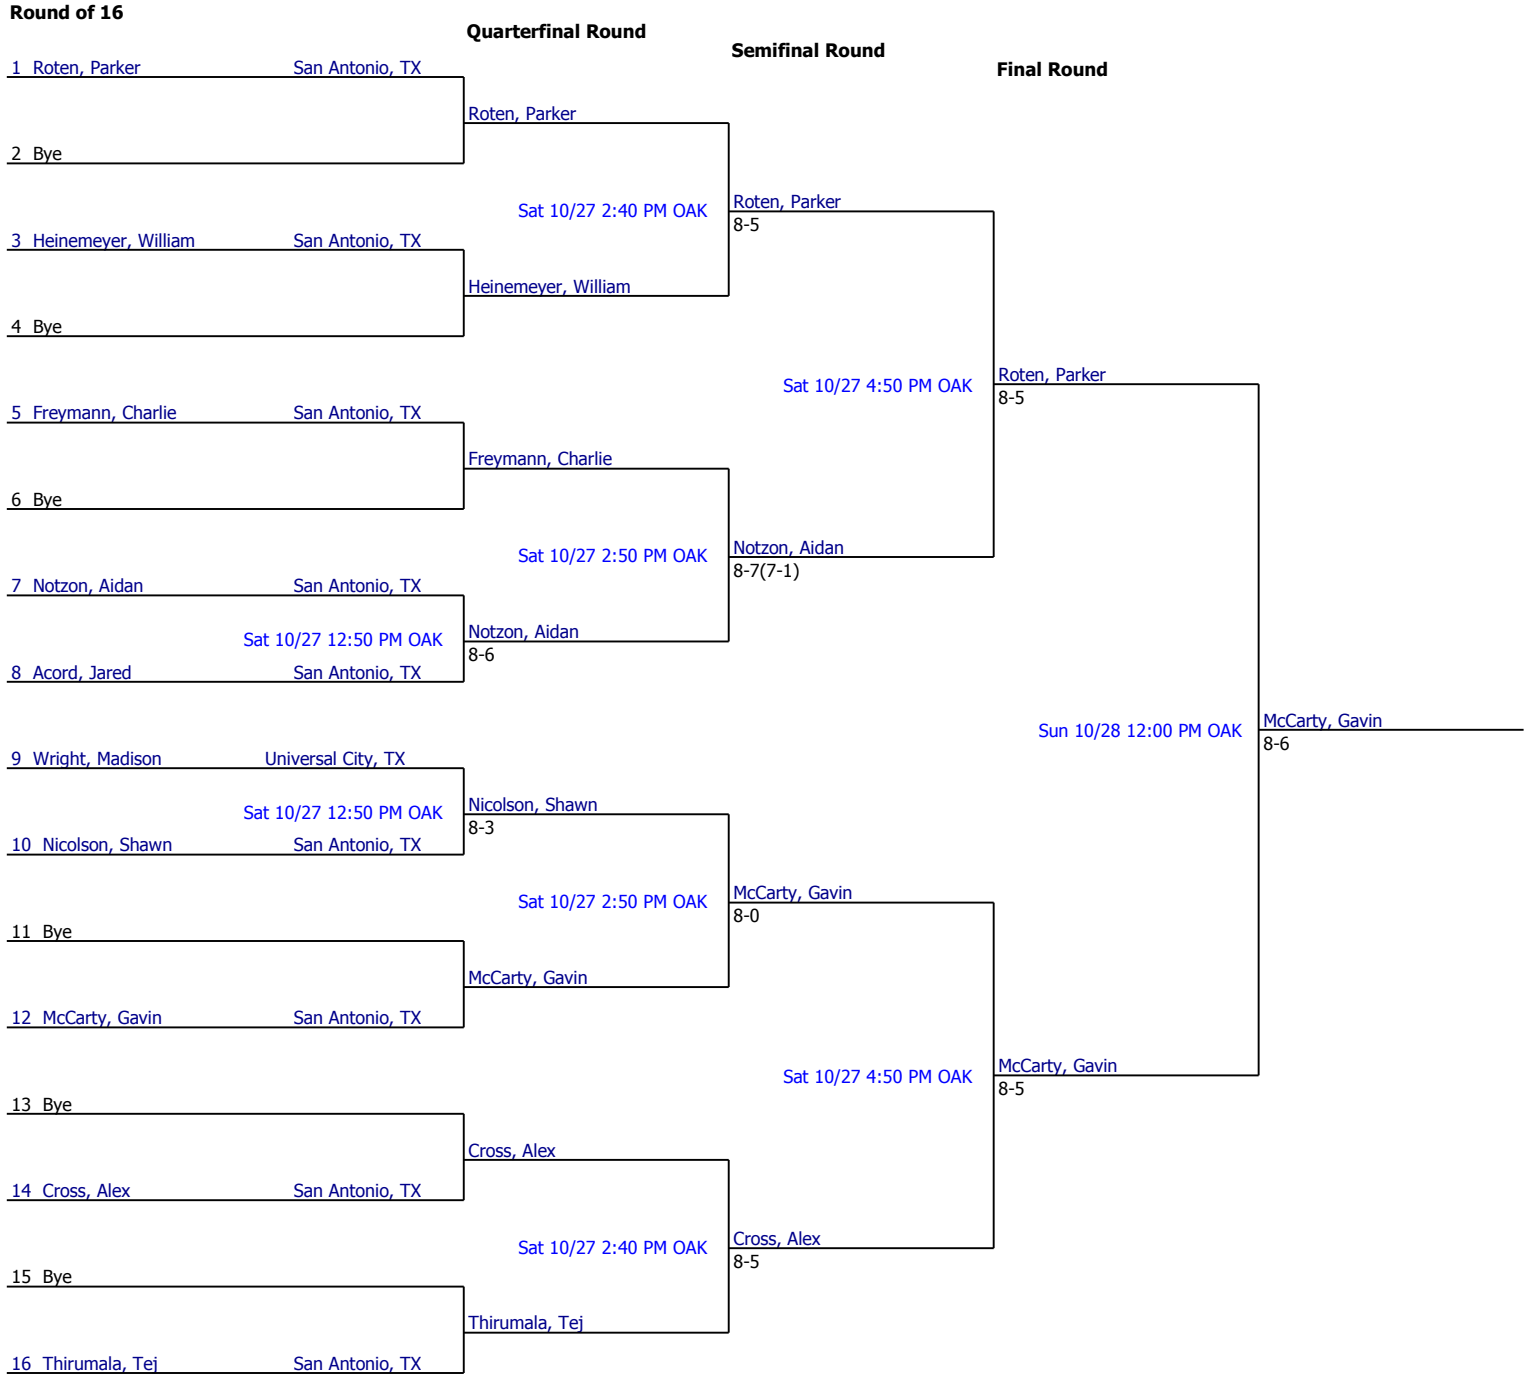 Round of 16
Quarterfinal Round
Semifinal Round
Final Round
1 Roten, Parker San Antonio, TX
Roten, Parker
2 Bye
Sat 10/27 2:40 PM OAK
Roten, Parker
8-5
3 Heinemeyer, William San Antonio, TX
Heinemeyer, William
4 Bye
Sat 10/27 4:50 PM OAK
Roten, Parker
8-5
5 Freymann, Charlie San Antonio, TX
Freymann, Charlie
6 Bye
Sat 10/27 2:50 PM OAK
Notzon, Aidan
8-7(7-1)
7 Notzon, Aidan San Antonio, TX
Sat 10/27 12:50 PM OAK
Notzon, Aidan
8-6
8 Acord, Jared San Antonio, TX
Sun 10/28 12:00 PM OAK
McCarty, Gavin
8-6
9 Wright, Madison Universal City, TX
Sat 10/27 12:50 PM OAK
Nicolson, Shawn
8-3
10 Nicolson, Shawn San Antonio, TX
Sat 10/27 2:50 PM OAK
McCarty, Gavin
8-0
11 Bye
McCarty, Gavin
12 McCarty, Gavin San Antonio, TX
Sat 10/27 4:50 PM OAK
McCarty, Gavin
8-5
13 Bye
Cross, Alex
14 Cross, Alex San Antonio, TX
Sat 10/27 2:40 PM OAK
Cross, Alex
8-5
15 Bye
Thirumala, Tej
16 Thirumala, Tej San Antonio, TX